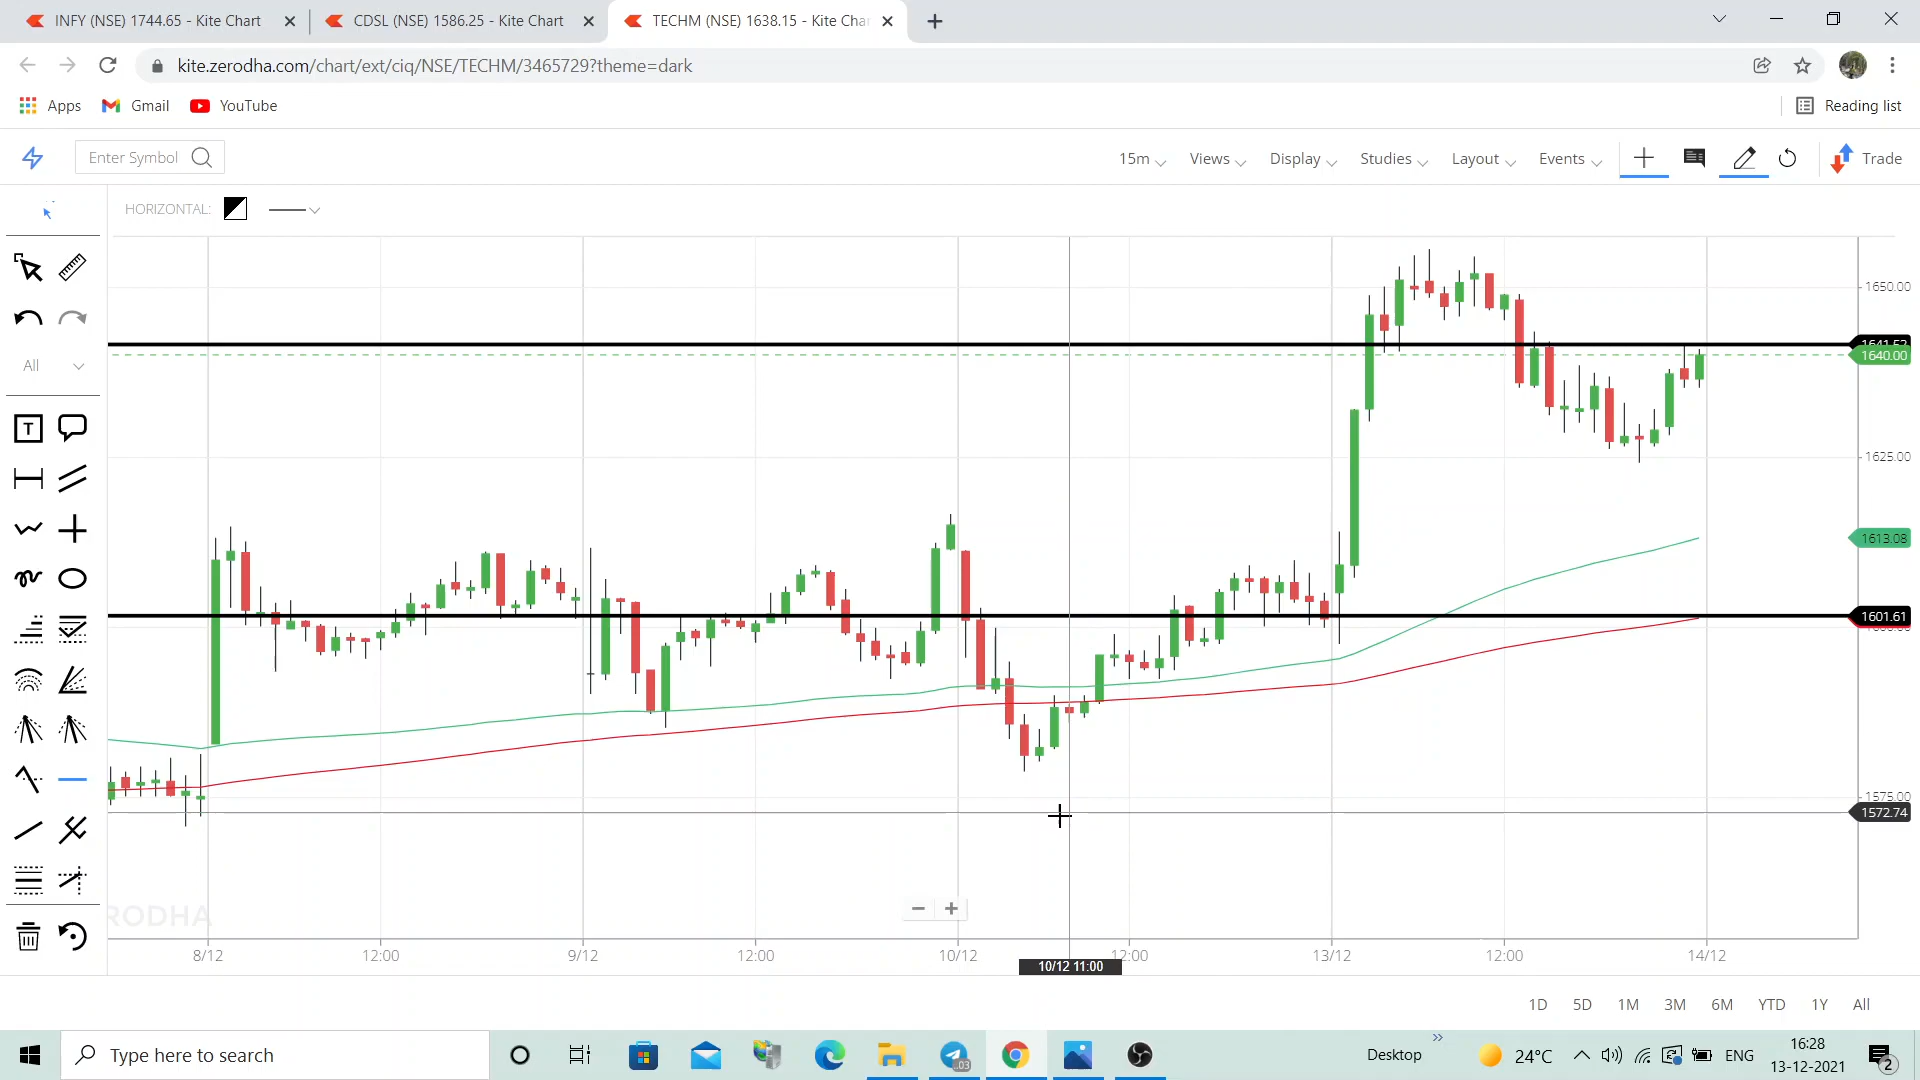 INFY (NSE) 1744.65 - Kite Chart
CDSL (NSE) 1586.25 - Kite Chart
TECHM (NSE) 1638.15 - Kite Char
kite.zerodha.com/chart/ext/ciq/NSE/TECHM/3465729?theme=dark
Apps
Gmail
YouTube
Reading list
Enter Symbol
15m
Views
Display
Studies
Layout
Events
Trade
HORIZONTAL:
All
T
1650.00
1640.00
1625.00
1613.08
1601.61
1575.00
1572.74
RODHA
8/12
12:00
9/12
12:00
10/12
12:00
13/12
12:00
14/12
10/12 11:00
1D
5D
1M
3M
6M
YTD
1Y
All
Type here to search
Desktop
24°C
ENG
16:28
13-12-2021
2